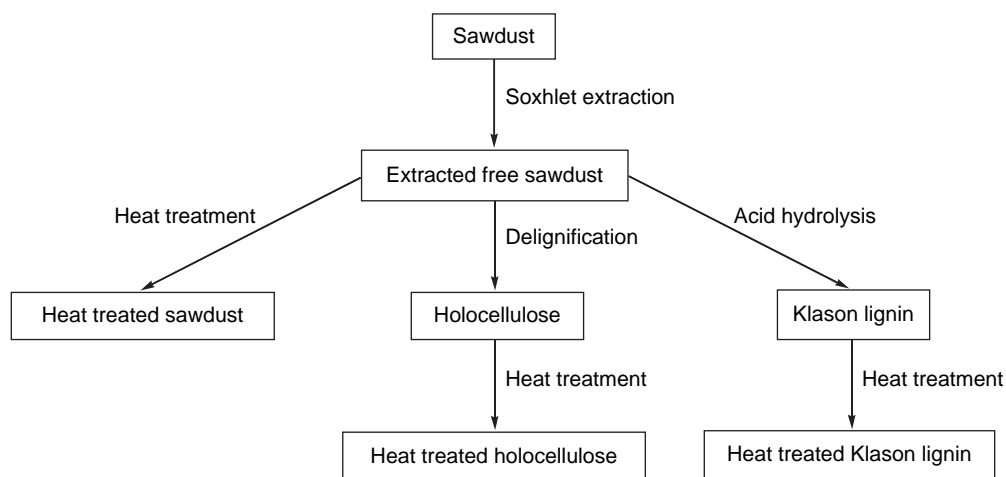 Sawdust
Soxhlet extraction
Extracted free sawdust
Heat treatment
Delignification
Acid hydrolysis
Heat treated sawdust
Holocellulose
Klason lignin
Heat treatment
Heat treatment
Heat treated holocellulose
Heat treated Klason lignin